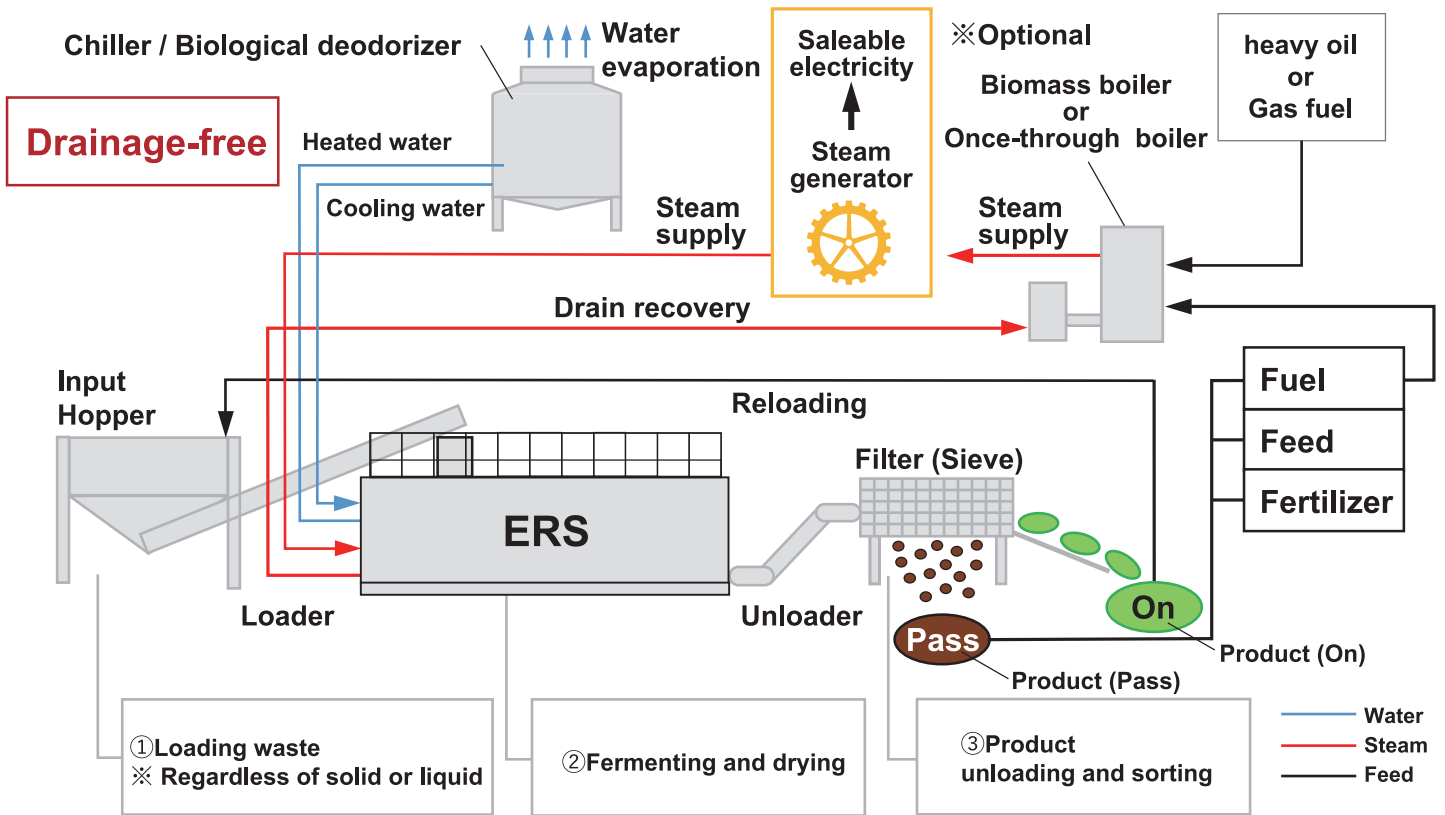 Chiller / Biological deodorizer
Water
evaporation
Saleable
electricity
※Optional
heavy oil
or
Gas fuel
Drainage-free
Heated water
Cooling water
Steam
generator
Biomass boiler
or
Once-through boiler
Steam
supply
Steam
supply
Drain recovery
Input
Hopper
Reloading
Fuel
Feed
Fertilizer
Filter (Sieve)
ERS
Loader
Unloader
On
Pass
Product (On)
Product (Pass)
①Loading waste
※ Regardless of solid or liquid
②Fermenting and drying
③Product
unloading and sorting
Water
Steam
Feed